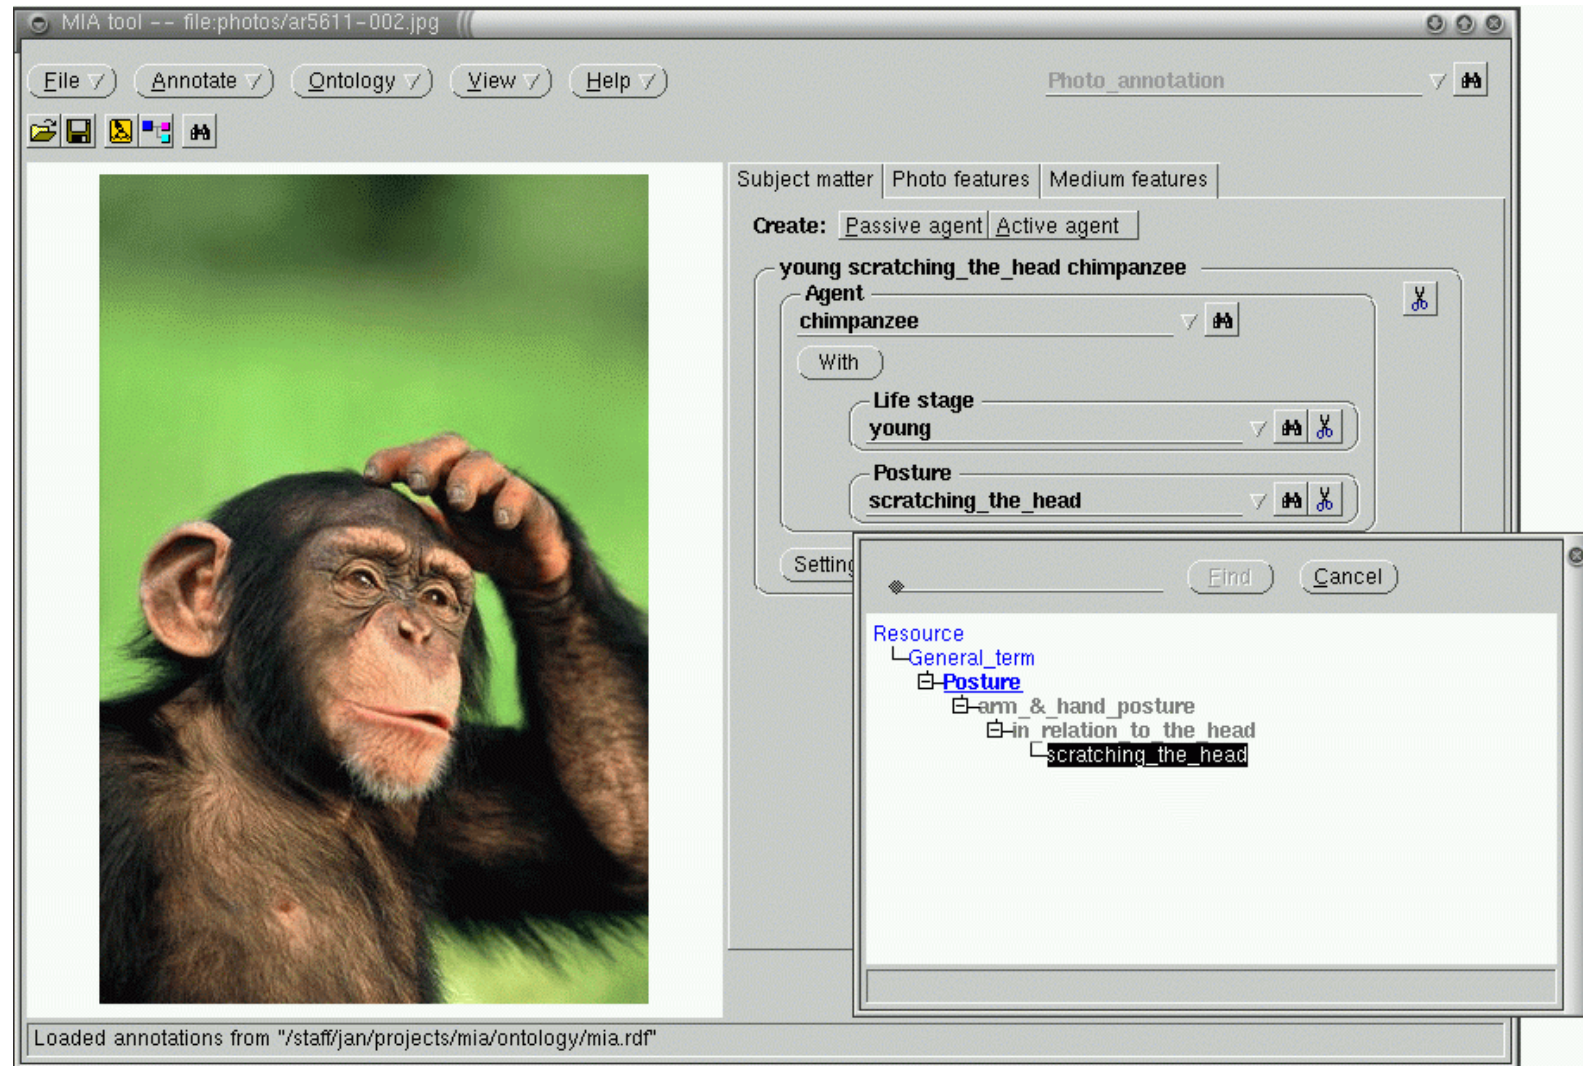 MIA tool -- file:photos/ar5611-002.jpg
File Annotate Ontology View Help
Photo_annotation
Subject matter Photo features Medium features
Create: Passive agent Active agent
young scratching_the_head chimpanzee
Agent
chimpanzee
With
Life stage
young
Posture
scratching_the_head
Setting
Find Cancel
Resource
General_term
Posture
arm_&_hand_posture
in_relation_to_the_head
scratching_the_head
Loaded annotations from "/staff/jan/projects/mia/ontology/mia.rdf"